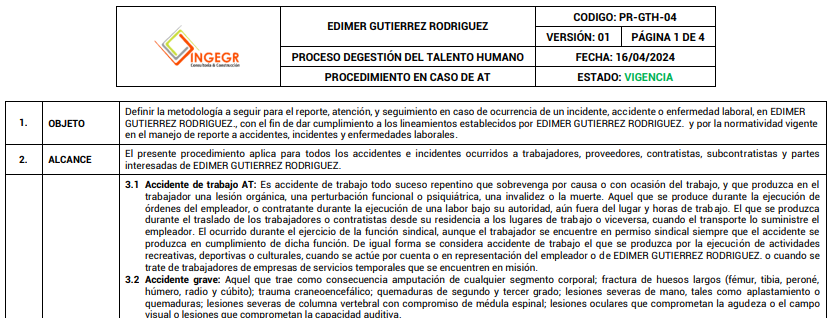 INGEGR
Consultoría & Construcción
EDIMER GUTIERREZ RODRIGUEZ
CODIGO: PR-GTH-04
VERSIÓN: 01
PÁGINA 1 DE 4
PROCESO DEGESTIÓN DEL TALENTO HUMANO
FECHA: 16/04/2024
PROCEDIMIENTO EN CASO DE AT
ESTADO: VIGENCIA
1.
OBJETO
Definir la metodología a seguir para el reporte, atención, y seguimiento en caso de ocurrencia de un incidente, accidente o enfermedad laboral, en EDIMER
GUTIERREZ RODRIGUEZ., con el fin de dar cumplimiento a los lineamientos establecidos por EDIMER GUTIERREZ RODRIGUEZ. y por la normatividad vigente
en el manejo de reporte a accidentes, incidentes y enfermedades laborales.
2.
ALCANCE
El presente procedimiento aplica para todos los accidentes e incidentes ocurridos a trabajadores, proveedores, contratistas, subcontratistas y partes
interesadas de EDIMER GUTIERREZ RODRIGUEZ.
3.1 Accidente de trabajo AT: Es accidente de trabajo todo suceso repentino que sobrevenga por causa o con ocasión del trabajo, y que produzca en el
trabajador una lesión orgánica, una perturbación funcional o psiquiátrica, una invalidez o la muerte. Aquel que se produce durante la ejecución de
órdenes del empleador, o contratante durante la ejecución de una labor bajo su autoridad, aún fuera del lugar y horas de trabajo. El que se produzca
durante el traslado de los trabajadores o contratistas desde su residencia a los lugares de trabajo o viceversa, cuando el transporte lo suministre el
empleador. El ocurrido durante el ejercicio de la función sindical, aunque el trabajador se encuentre en permiso sindical siempre que el accidente se
produzca en cumplimiento de dicha función. De igual forma se considera accidente de trabajo el que se produzca por la ejecución de actividades
recreativas, deportivas o culturales, cuando se actúe por cuenta o en representación del empleador o de EDIMER GUTIERREZ RODRIGUEZ. o cuando se
trate de trabajadores de empresas de servicios temporales que se encuentren en misión.
3.2 Accidente grave: Aquel que trae como consecuencia amputación de cualquier segmento corporal; fractura de huesos largos (fémur, tibia, peroné,
húmero, radio y cúbito); trauma craneoencefálico; quemaduras de segundo y tercer grado; lesiones severas de mano, tales como aplastamiento o
quemaduras; lesiones severas de columna vertebral con compromiso de médula espinal; lesiones oculares que comprometan la agudeza o el campo
visual o lesiones que comprometan la capacidad auditiva.